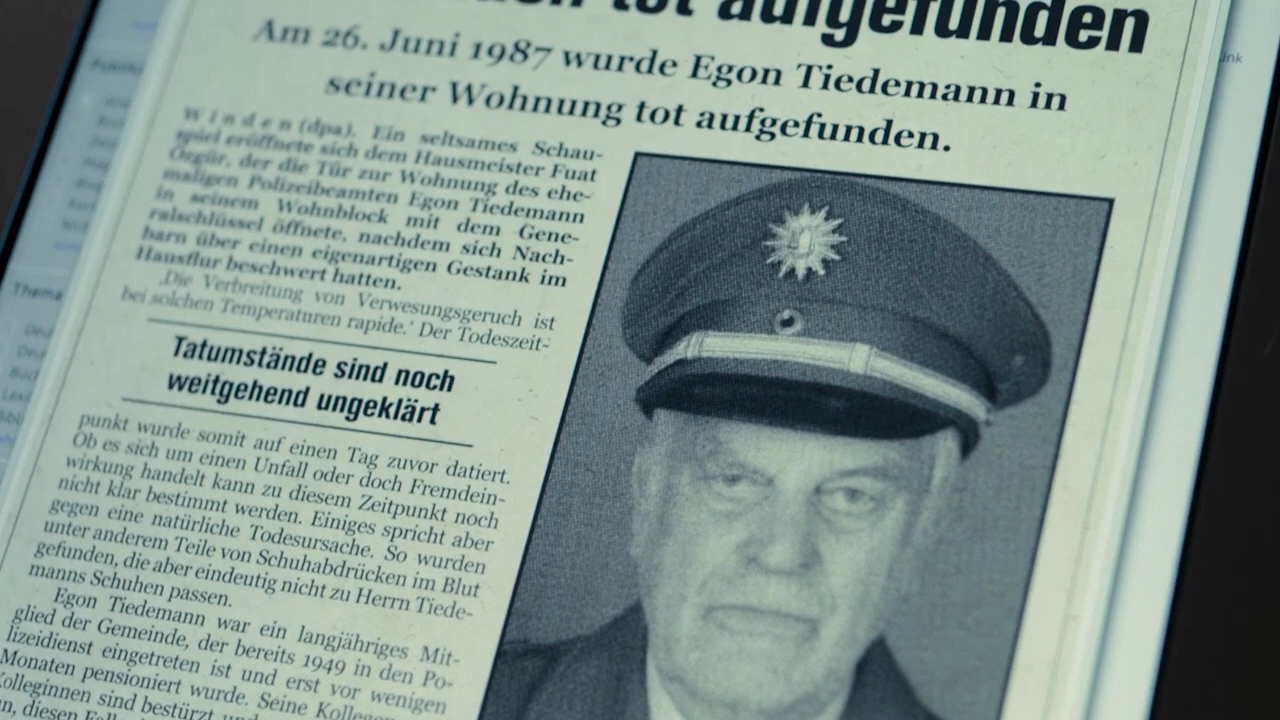 tot aufgefunden
Am 26. Juni 1987 wurde Egon Tiedemann in
seiner Wohnung tot aufgefunden.
Winden (dpa). Ein seltsames Schau-
spiel eröffnete sich dem Hausmeister Fuat
Özgür, der die Tür zur Wohnung des ehe-
maligen Polizeibeamten Egon Tiedemann
in seinem Wohnblock mit dem Gene-
ralschlüssel öffnete, nachdem sich Nach-
barn über einen eigenartigen Gestank im
Hausflur beschwert hatten.
‚Die Verbreitung von Verwesungsgeruch ist
bei solchen Temperaturen rapide.‘ Der Todeszeit-
Tatumstände sind noch
weitgehend ungeklärt
punkt wurde somit auf einen Tag zuvor datiert.
Ob es sich um einen Unfall oder doch Fremdein-
wirkung handelt kann zu diesem Zeitpunkt noch
nicht klar bestimmt werden. Einiges spricht aber
gegen eine natürliche Todesursache. So wurden
unter anderem Teile von Schuhabdrücken im Blut
gefunden, die aber eindeutig nicht zu Herrn Tiede-
manns Schuhen passen.
Egon Tiedemann war ein langjähriges Mit-
glied der Gemeinde, der bereits 1949 in den Po-
lizeidienst eingetreten ist und erst vor wenigen
Monaten pensioniert wurde. Seine Kollegen
Kolleginnen sind bestürzt und
diesen
Thema